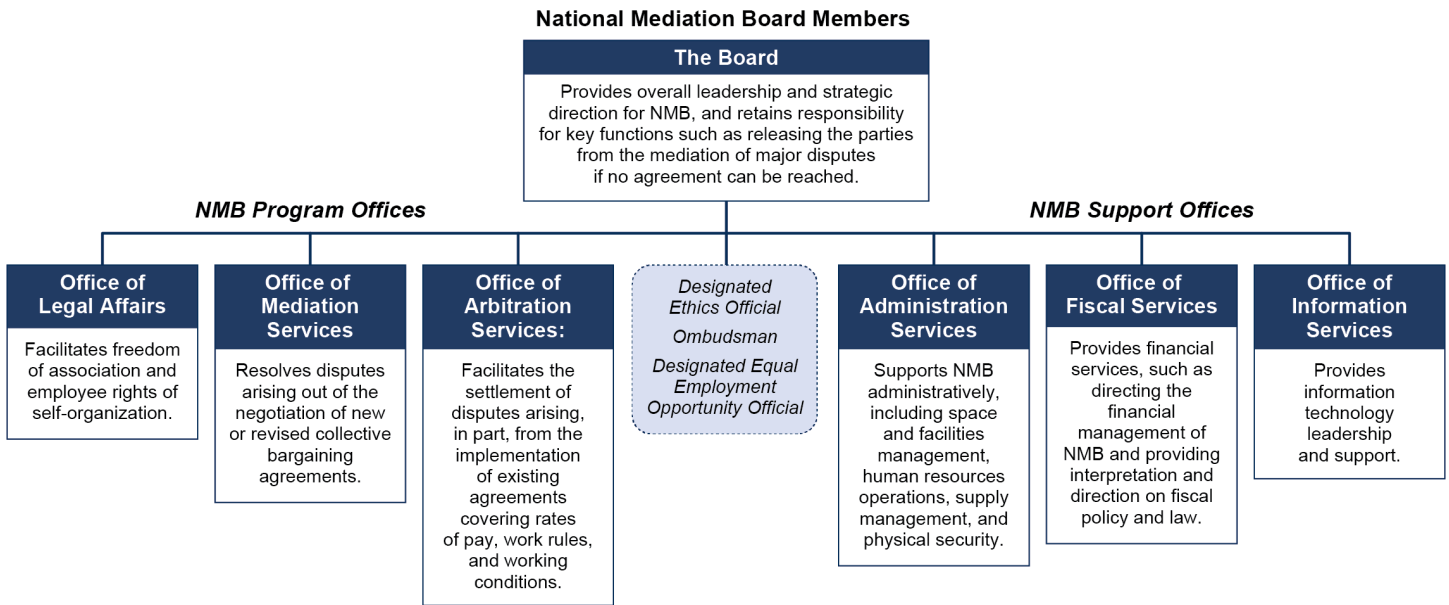 National Mediation Board Members
The Board
Provides overall leadership and strategic
direction for NMB, and retains responsibility
for key functions such as releasing the parties
from the mediation of major disputes
if no agreement can be reached.
NMB Program Offices
NMB Support Offices
Office of
Legal Affairs
Facilitates freedom
of association and
employee rights of
self-organization.
Office of
Mediation
Services
Resolves disputes
arising out of the
negotiation of new
or revised collective
bargaining
agreements.
Office of
Arbitration
Services:
Facilitates the
settlement of
disputes arising,
in part, from the
implementation
of existing
agreements
covering rates
of pay, work rules,
and working
conditions.
Designated
Ethics Official
Ombudsman
Designated Equal
Employment
Opportunity Official
Office of
Administration
Services
Supports NMB
administratively,
including space
and facilities
management,
human resources
operations, supply
management, and
physical security.
Office of
Fiscal Services
Provides financial
services, such as
directing the
financial
management of
NMB and providing
interpretation and
direction on fiscal
policy and law.
Office of
Information
Services
Provides
information
technology
leadership
and support.